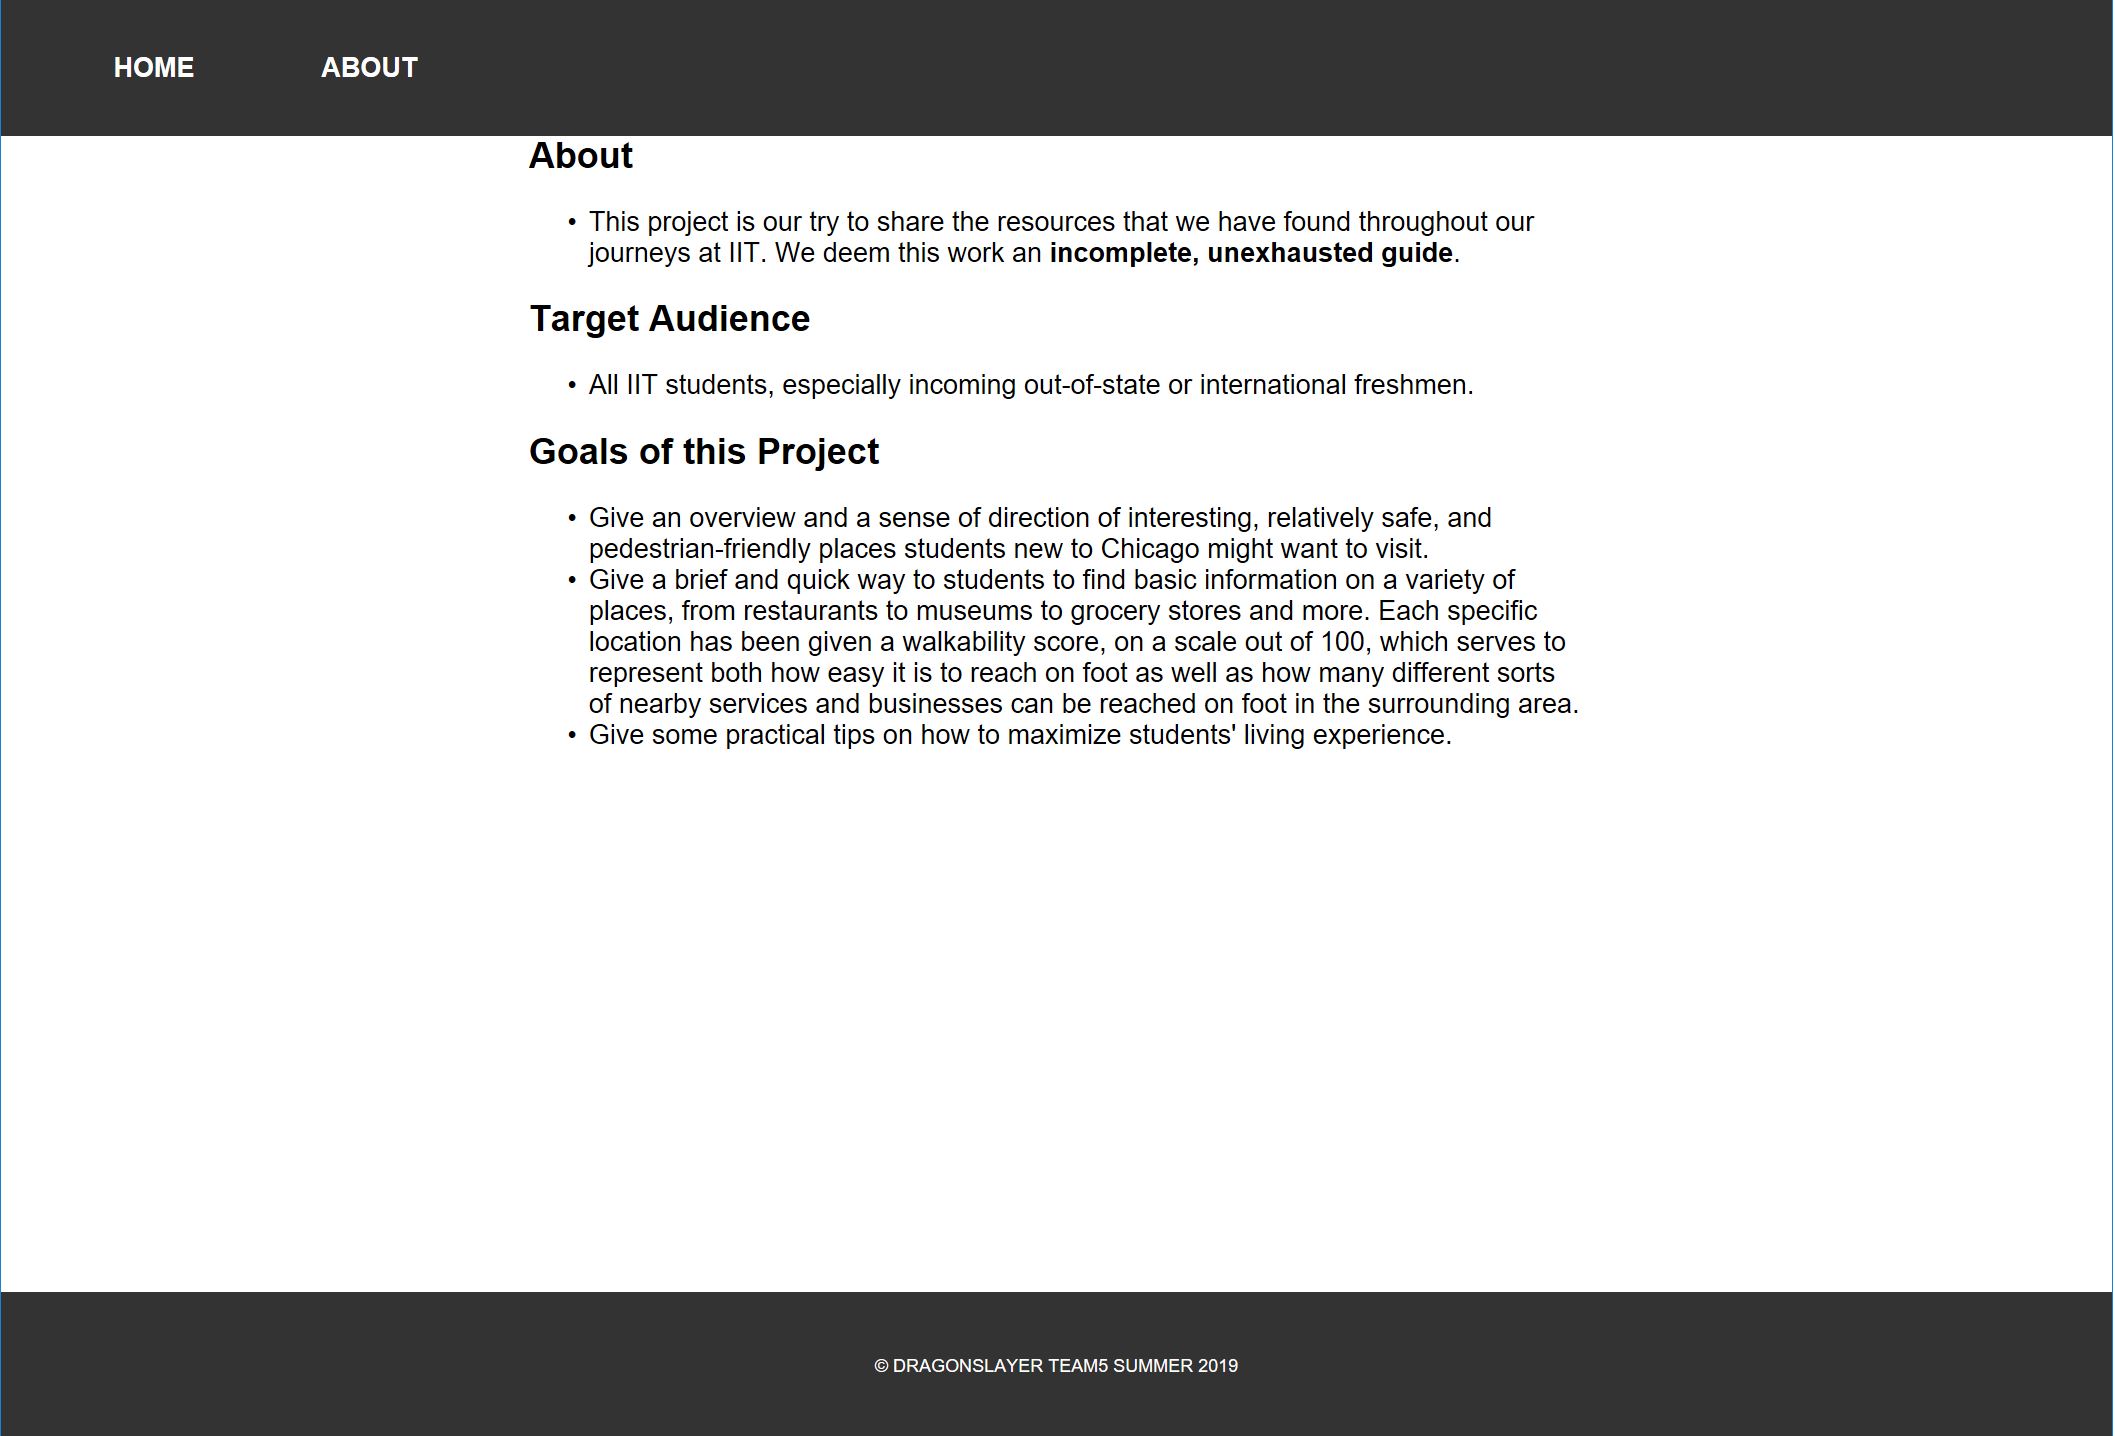 HOME ABOUT
About
• This project is our try to share the resources that we have found throughout our
journeys at IIT. We deem this work an incomplete, unexhausted guide.
Target Audience
• All IIT students, especially incoming out-of-state or international freshmen.
Goals of this Project
• Give an overview and a sense of direction of interesting, relatively safe, and
pedestrian-friendly places students new to Chicago might want to visit.
• Give a brief and quick way to students to find basic information on a variety of
places, from restaurants to museums to grocery stores and more. Each specific
location has been given a walkability score, on a scale out of 100, which serves to
represent both how easy it is to reach on foot as well as how many different sorts
of nearby services and businesses can be reached on foot in the surrounding area.
• Give some practical tips on how to maximize students' living experience.
© DRAGONSLAYER TEAM5 SUMMER 2019